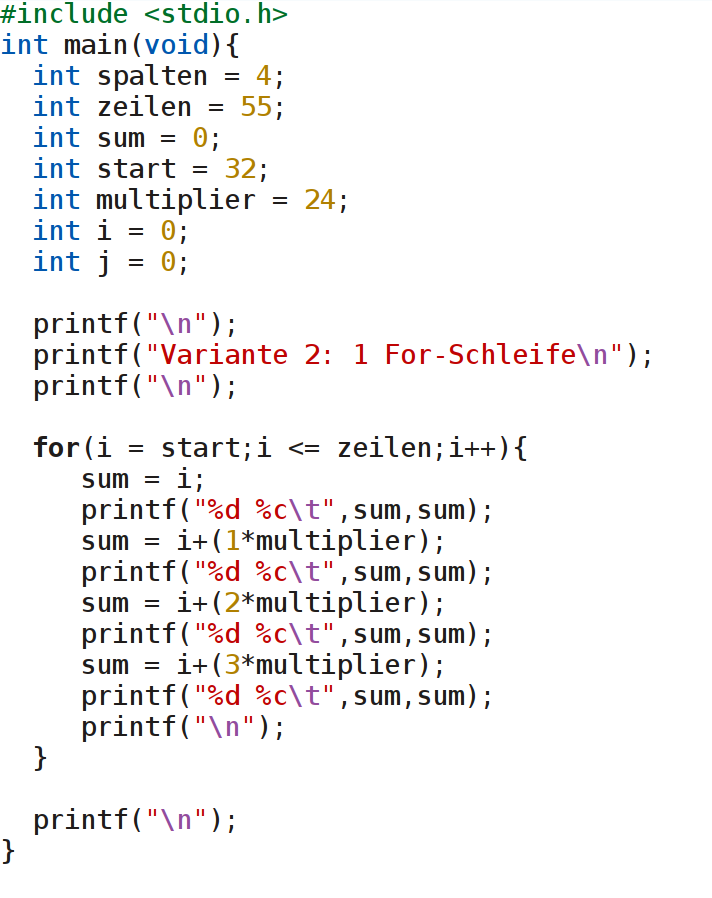 #include <stdio.h>
int main(void){
  int spalten = 4;
  int zeilen = 55;
  int sum = 0;
  int start = 32;
  int multiplier = 24;
  int i = 0;
  int j = 0;

  printf("\n");
  printf("Variante 2: 1 For-Schleife\n");
  printf("\n");

  for(i = start;i <= zeilen;i++){
     sum = i;
     printf("%d %c\t",sum,sum);
     sum = i+(1*multiplier);
     printf("%d %c\t",sum,sum);
     sum = i+(2*multiplier);
     printf("%d %c\t",sum,sum);
     sum = i+(3*multiplier);
     printf("%d %c\t",sum,sum);
     printf("\n");
  }

  printf("\n");
}